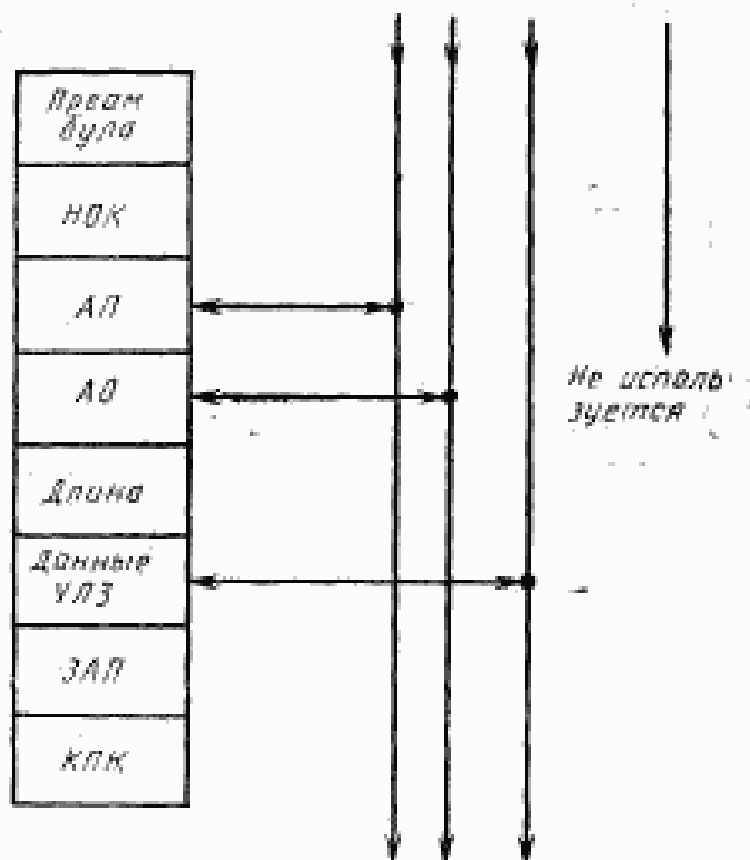 Преам
була
НОК
АП
АО
Длина
Данные
УЛЗ
ЗАП
КПК
Не исполь-
зуется